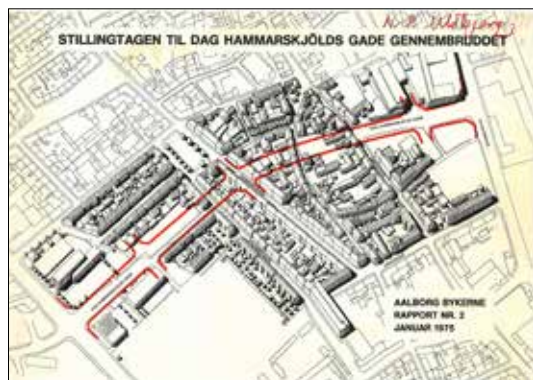 STILLINGTAGEN TIL DAG HAMMARSKJÖLDS GADE GENNEMBRUDDET
AALBORG BYKERNE
RAPPORT NR. 2
JANUAR 1975